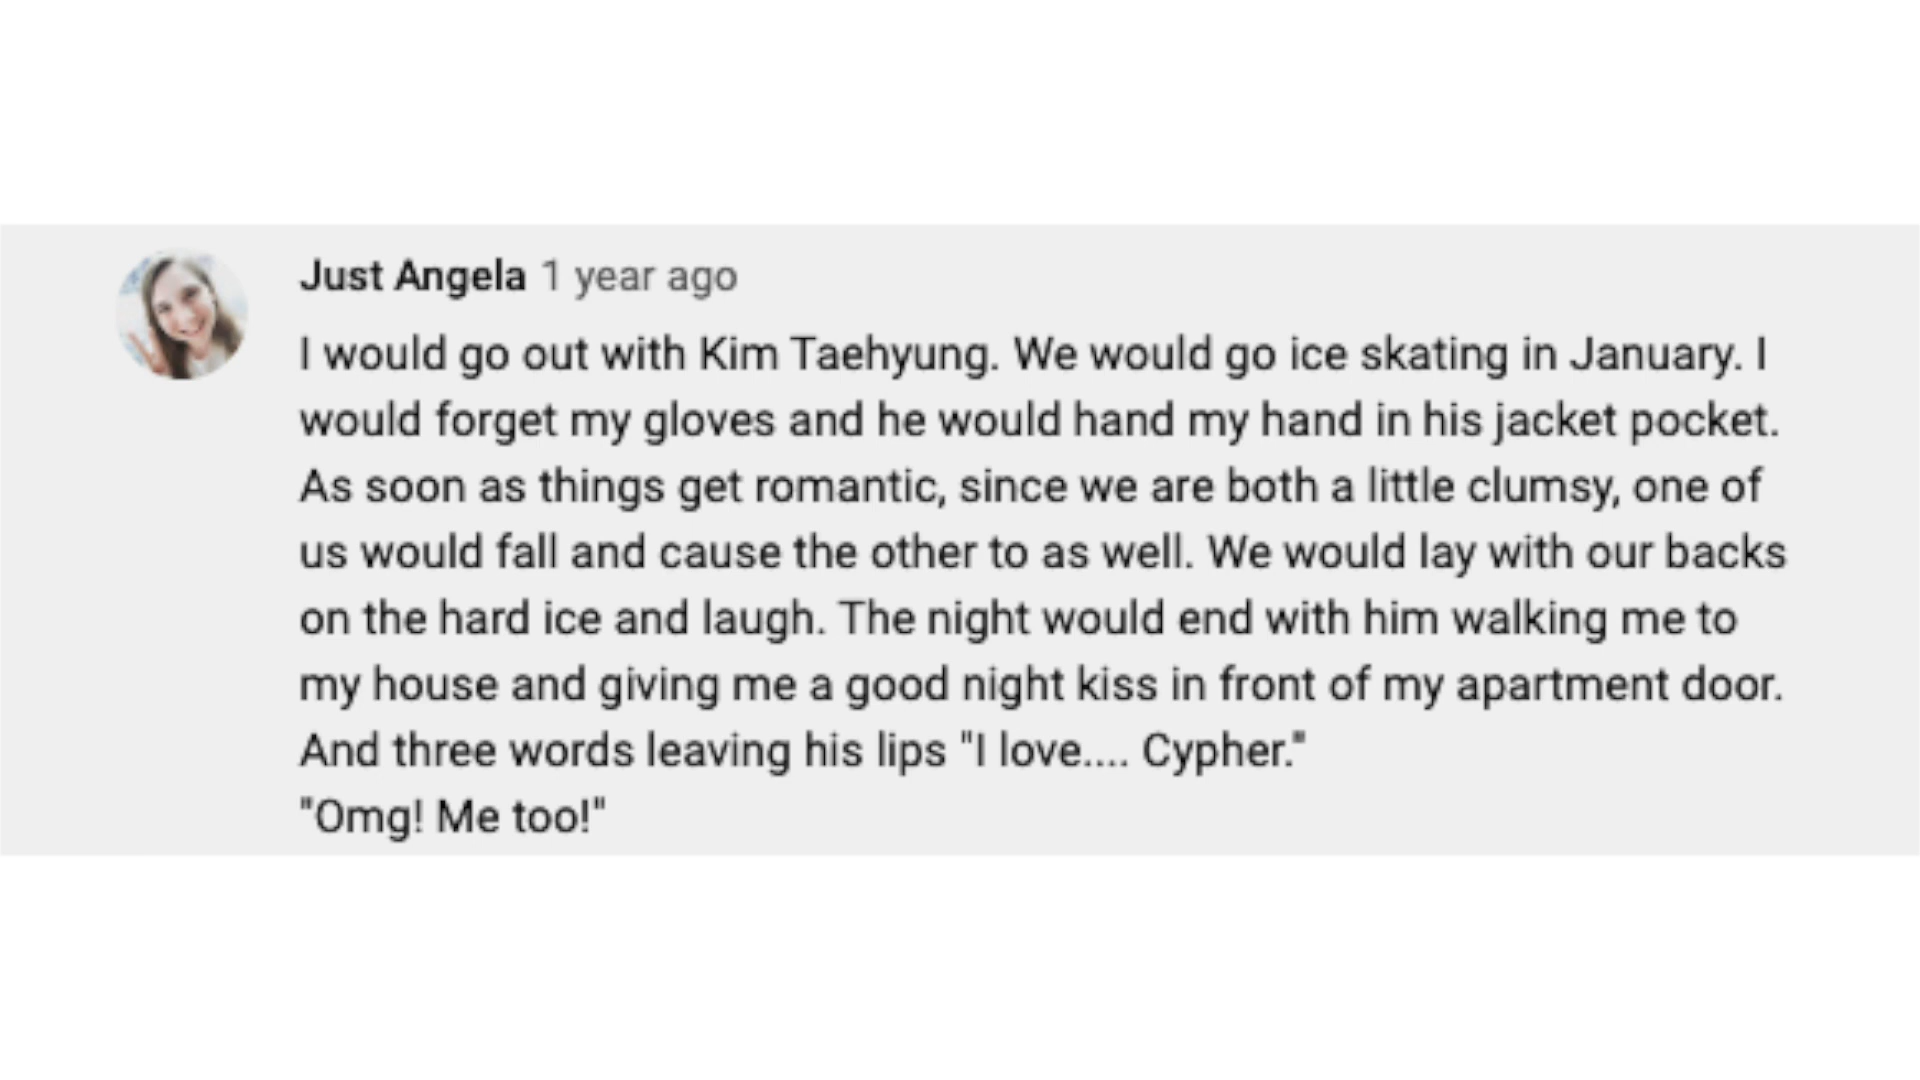 Just Angela 1 year ago
I would go out with Kim Taehyung. We would go ice skating in January. I
would forget my gloves and he would hand my hand in his jacket pocket.
As soon as things get romantic, since we are both a little clumsy, one of
us would fall and cause the other to as well. We would lay with our backs
on the hard ice and laugh. The night would end with him walking me to
my house and giving me a good night kiss in front of my apartment door.
And three words leaving his lips "I love.... Cypher."
"Omg! Me too!"